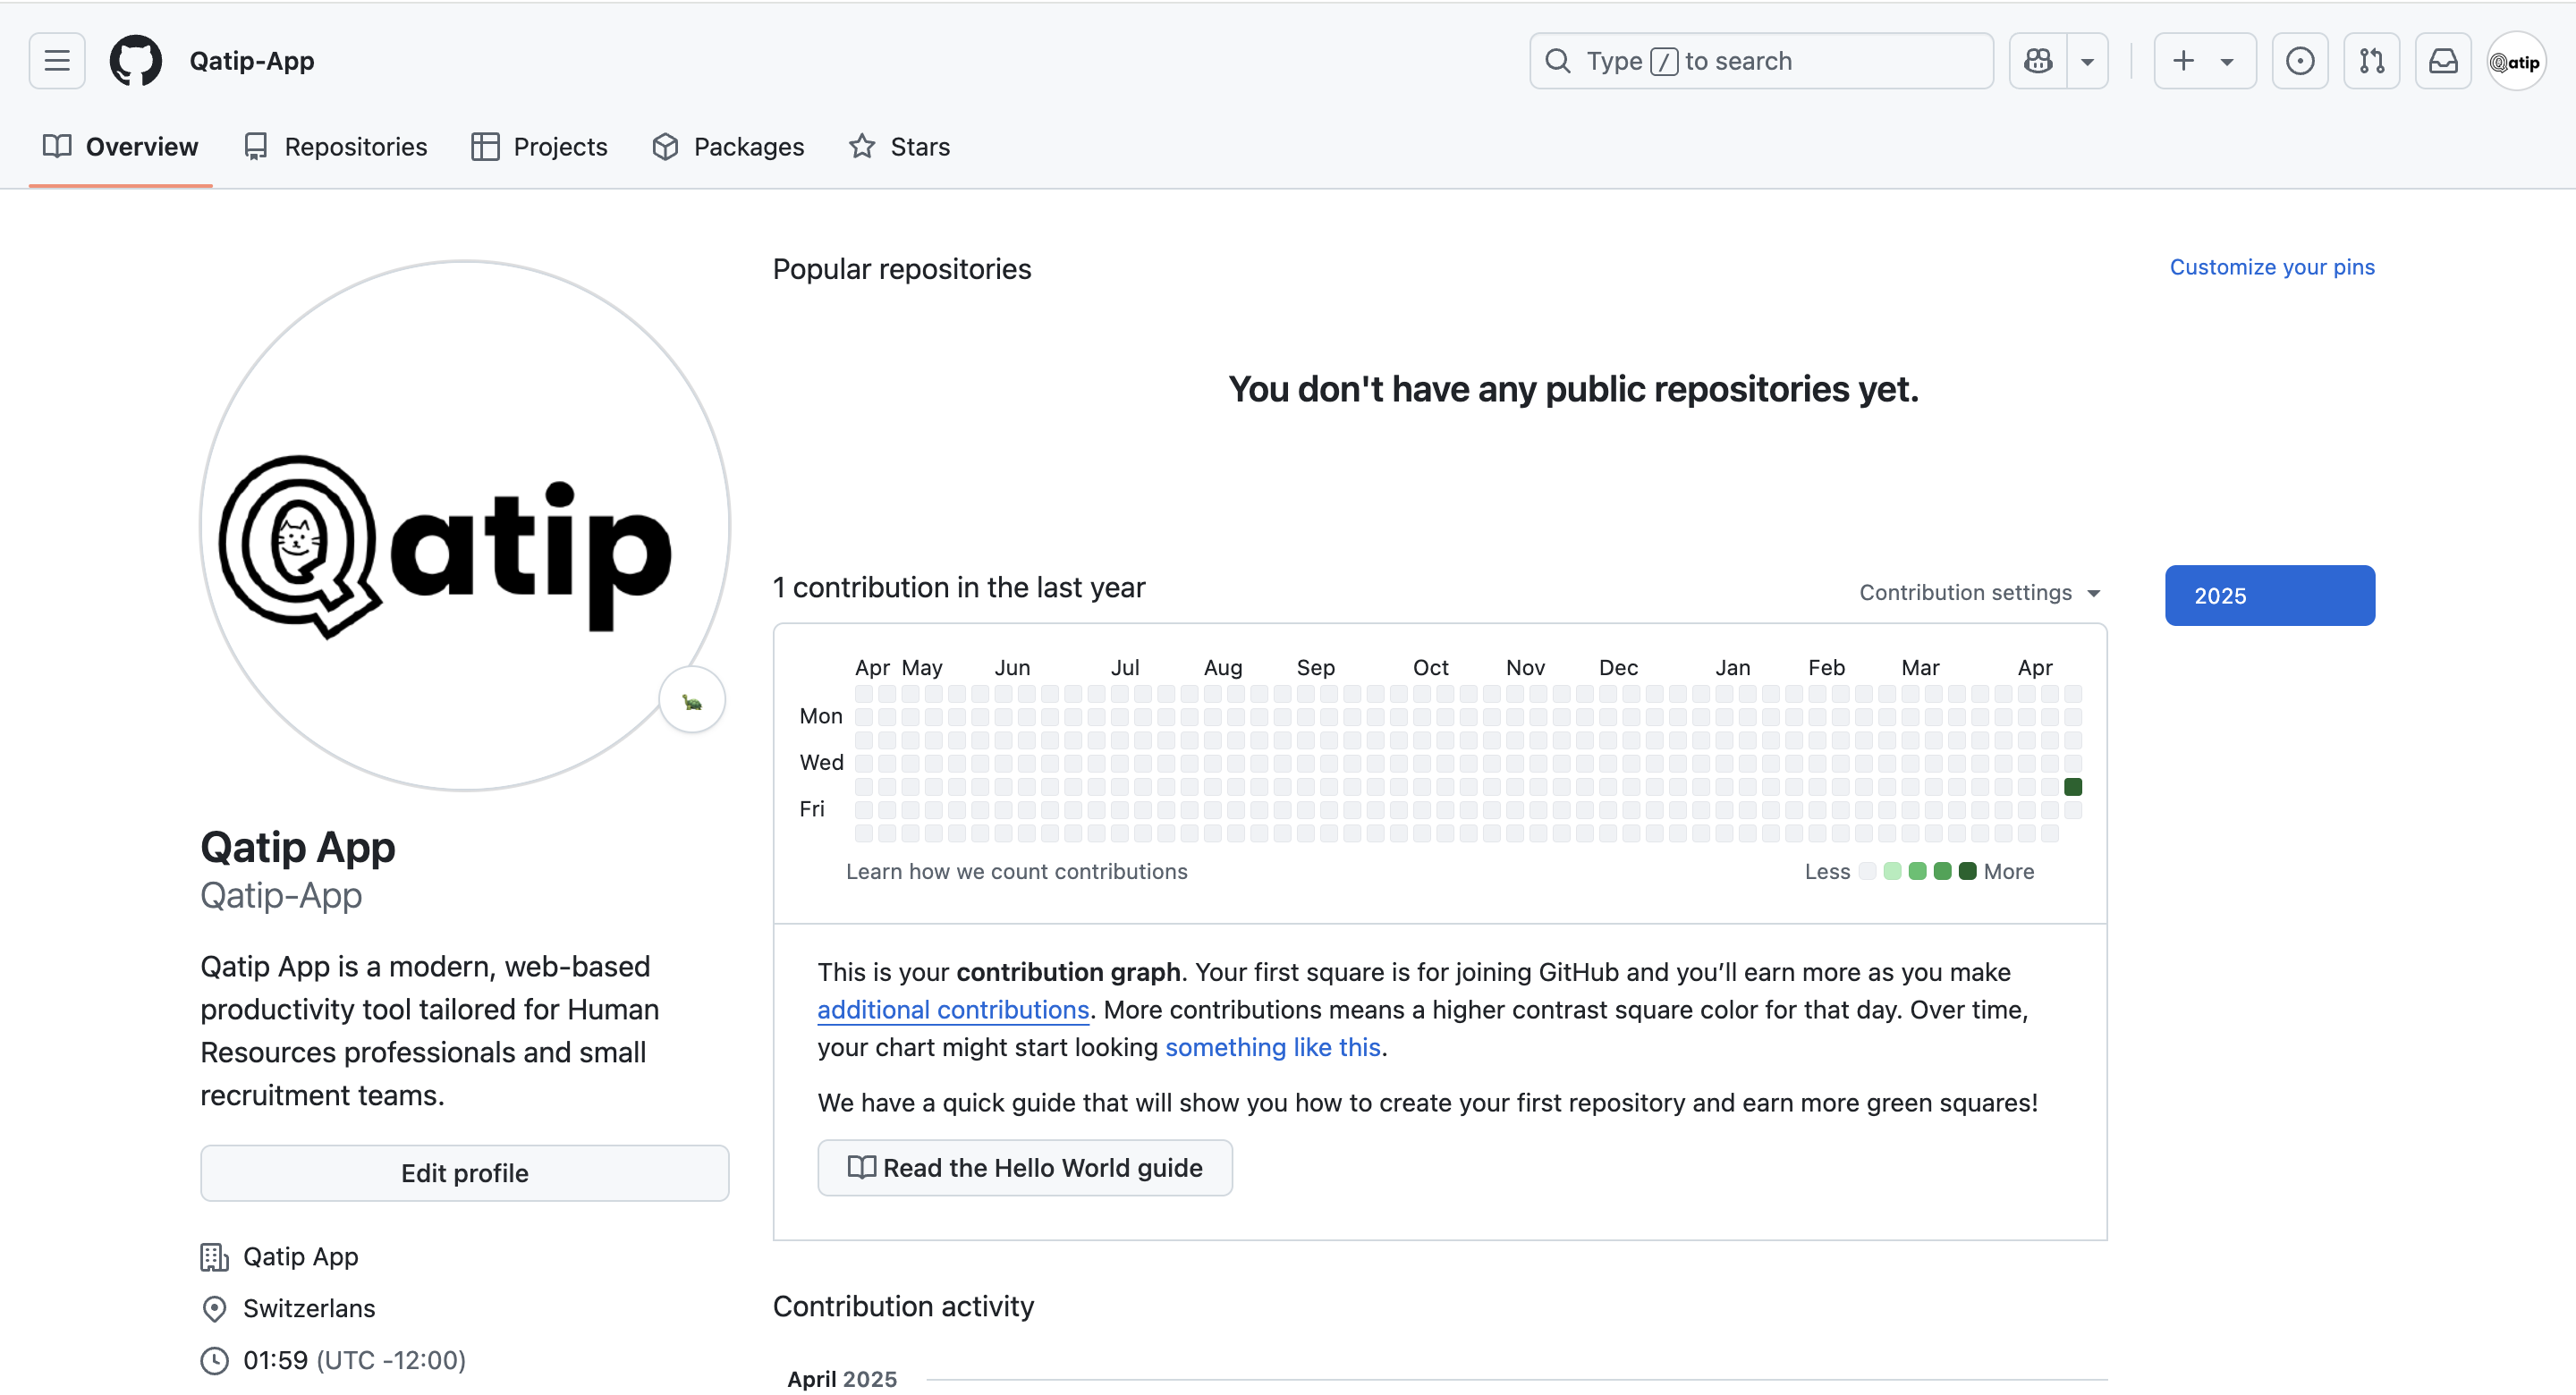 Qatip-App
Type / to search
Qatip
Overview
Repositories
Projects
Packages
Stars
Qatip
Qatip App
Qatip-App
Qatip App is a modern, web-based
productivity tool tailored for Human
Resources professionals and small
recruitment teams.
Edit profile
Qatip App
Switzerlans
01:59 (UTC -12:00)
Popular repositories
Customize your pins
You don't have any public repositories yet.
1 contribution in the last year
Contribution settings
2025
Apr May Jun Jul Aug Sep Oct Nov Dec Jan Feb Mar Apr
Mon
Wed
Fri
Learn how we count contributions
Less More
This is your contribution graph. Your first square is for joining GitHub and you’ll earn more as you make
additional contributions. More contributions means a higher contrast square color for that day. Over time,
your chart might start looking something like this.
We have a quick guide that will show you how to create your first repository and earn more green squares!
Read the Hello World guide
Contribution activity
April 2025